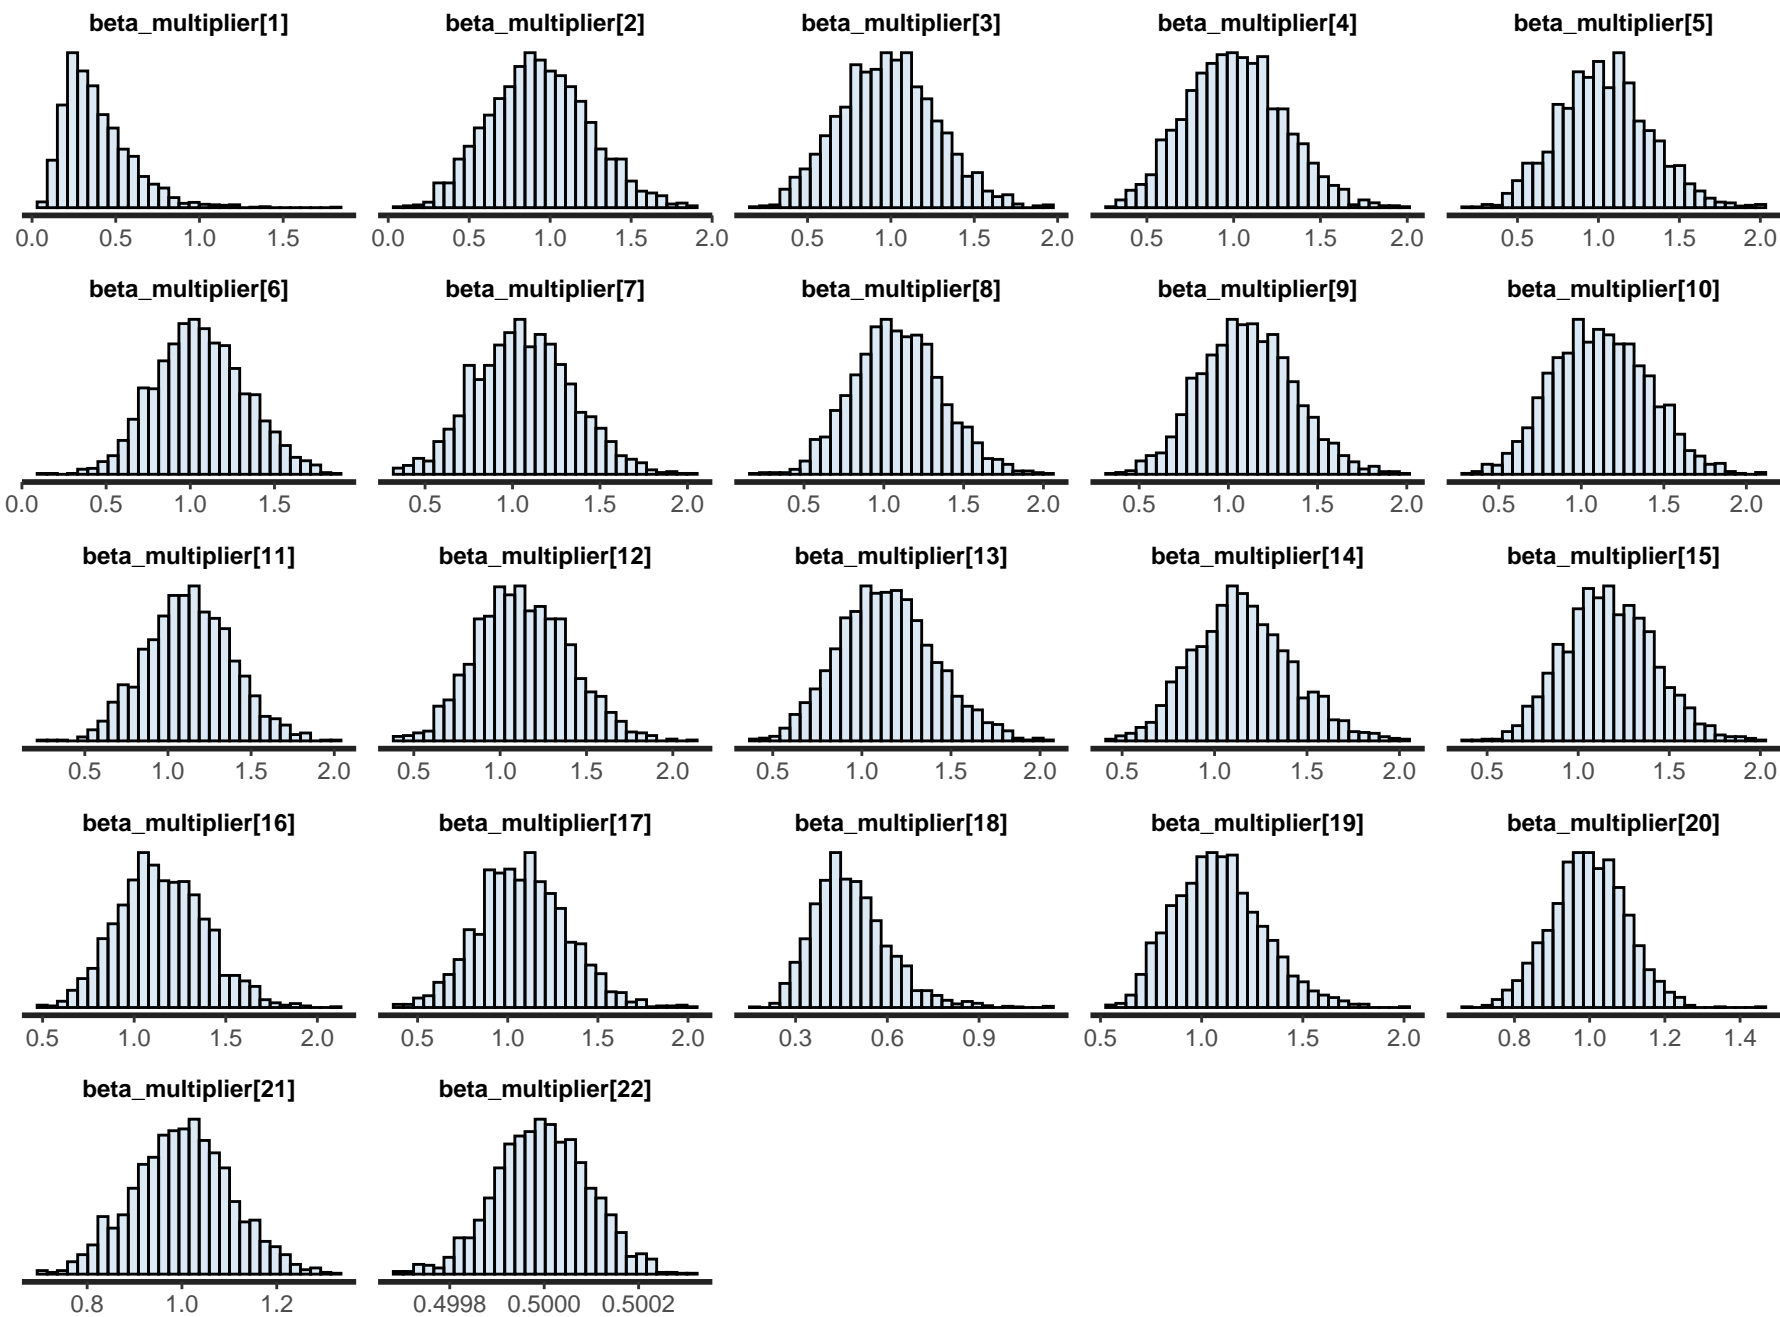 beta_multiplier[1] beta_multiplier[2] beta_multiplier[3] beta_multiplier[4] beta_multiplier[5]
0.0 0.5 1.0 1.5 0.0 0.5 1.0 1.5 2.0 0.5 1.0 1.5 2.0 0.5 1.0 1.5 2.0 0.5 1.0 1.5 2.0
beta_multiplier[6] beta_multiplier[7] beta_multiplier[8] beta_multiplier[9] beta_multiplier[10]
0.0 0.5 1.0 1.5 0.5 1.0 1.5 2.0 0.5 1.0 1.5 2.0 0.5 1.0 1.5 2.0 0.5 1.0 1.5 2.0
beta_multiplier[11] beta_multiplier[12] beta_multiplier[13] beta_multiplier[14] beta_multiplier[15]
0.5 1.0 1.5 2.0 0.5 1.0 1.5 2.0 0.5 1.0 1.5 2.0 0.5 1.0 1.5 2.0 0.5 1.0 1.5 2.0
beta_multiplier[16] beta_multiplier[17] beta_multiplier[18] beta_multiplier[19] beta_multiplier[20]
0.5 1.0 1.5 2.0 0.5 1.0 1.5 2.0 0.3 0.6 0.9 0.5 1.0 1.5 2.0 0.8 1.0 1.2 1.4
beta_multiplier[21] beta_multiplier[22]
0.8 1.0 1.2 0.4998 0.5000 0.5002